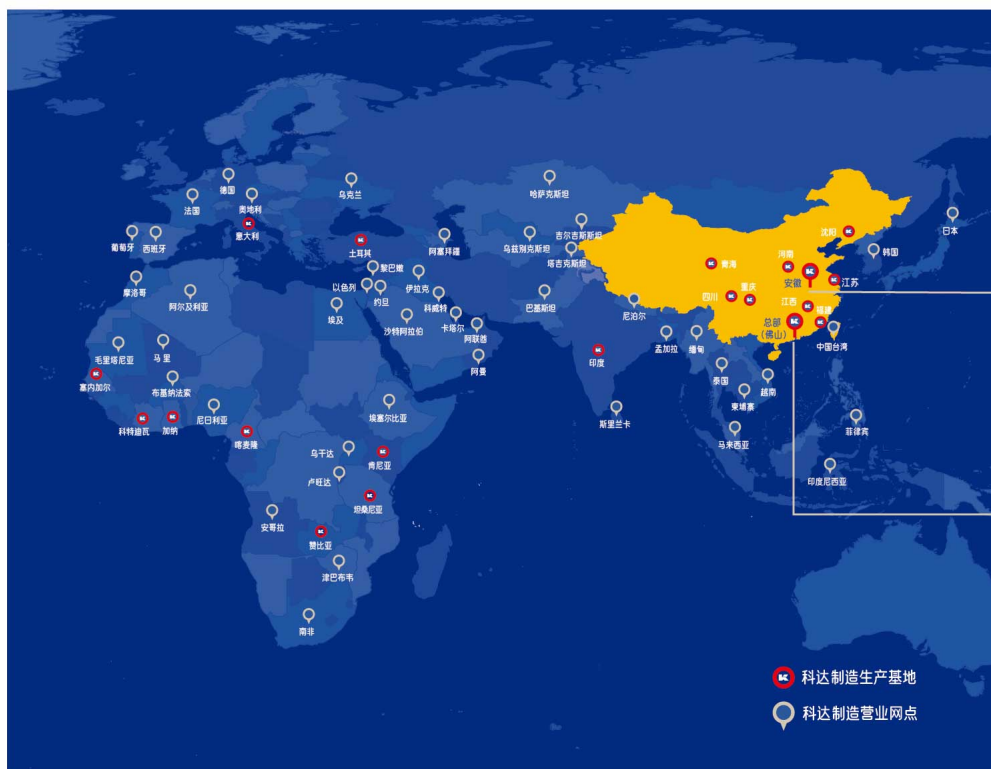 德国
乌克兰
哈萨克斯坦
法国
奥地利
意大利
葡萄牙
西班牙
土耳其
阿塞拜疆
乌兹别克斯坦
吉尔吉斯斯坦
塔吉克斯坦
沈阳
日本
韩国
青海
河南
安徽
江苏
摩洛哥
阿尔及利亚
黎巴嫩
以色列
约旦
伊拉克
科威特
巴基斯坦
尼泊尔
四川
重庆
江西
福建
埃及
沙特阿拉伯
卡塔尔
阿联酋
总部
(佛山)
中国台湾
毛里塔尼亚
马里
阿曼
印度
孟加拉
缅甸
塞内加尔
布基纳法索
泰国
越南
柬埔寨
科特迪瓦
加纳
尼日利亚
埃塞尔比亚
斯里兰卡
菲律宾
喀麦隆
乌干达
肯尼亚
马来西亚
卢旺达
印度尼西亚
坦桑尼亚
安哥拉
赞比亚
津巴布韦
南非
科达制造生产基地
科达制造营业网点